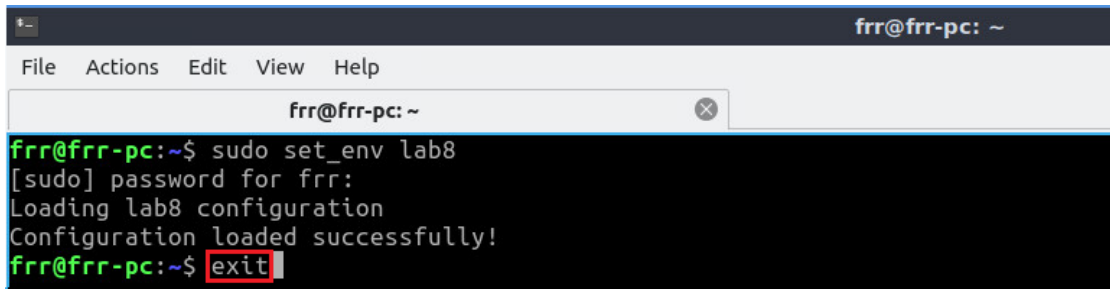 frr@frr-pc: ~
File Actions Edit View Help
frr@frr-pc: ~
frr@frr-pc:~$ sudo set_env lab8
[sudo] password for frr:
Loading lab8 configuration
Configuration loaded successfully!
frr@frr-pc:~$ exit